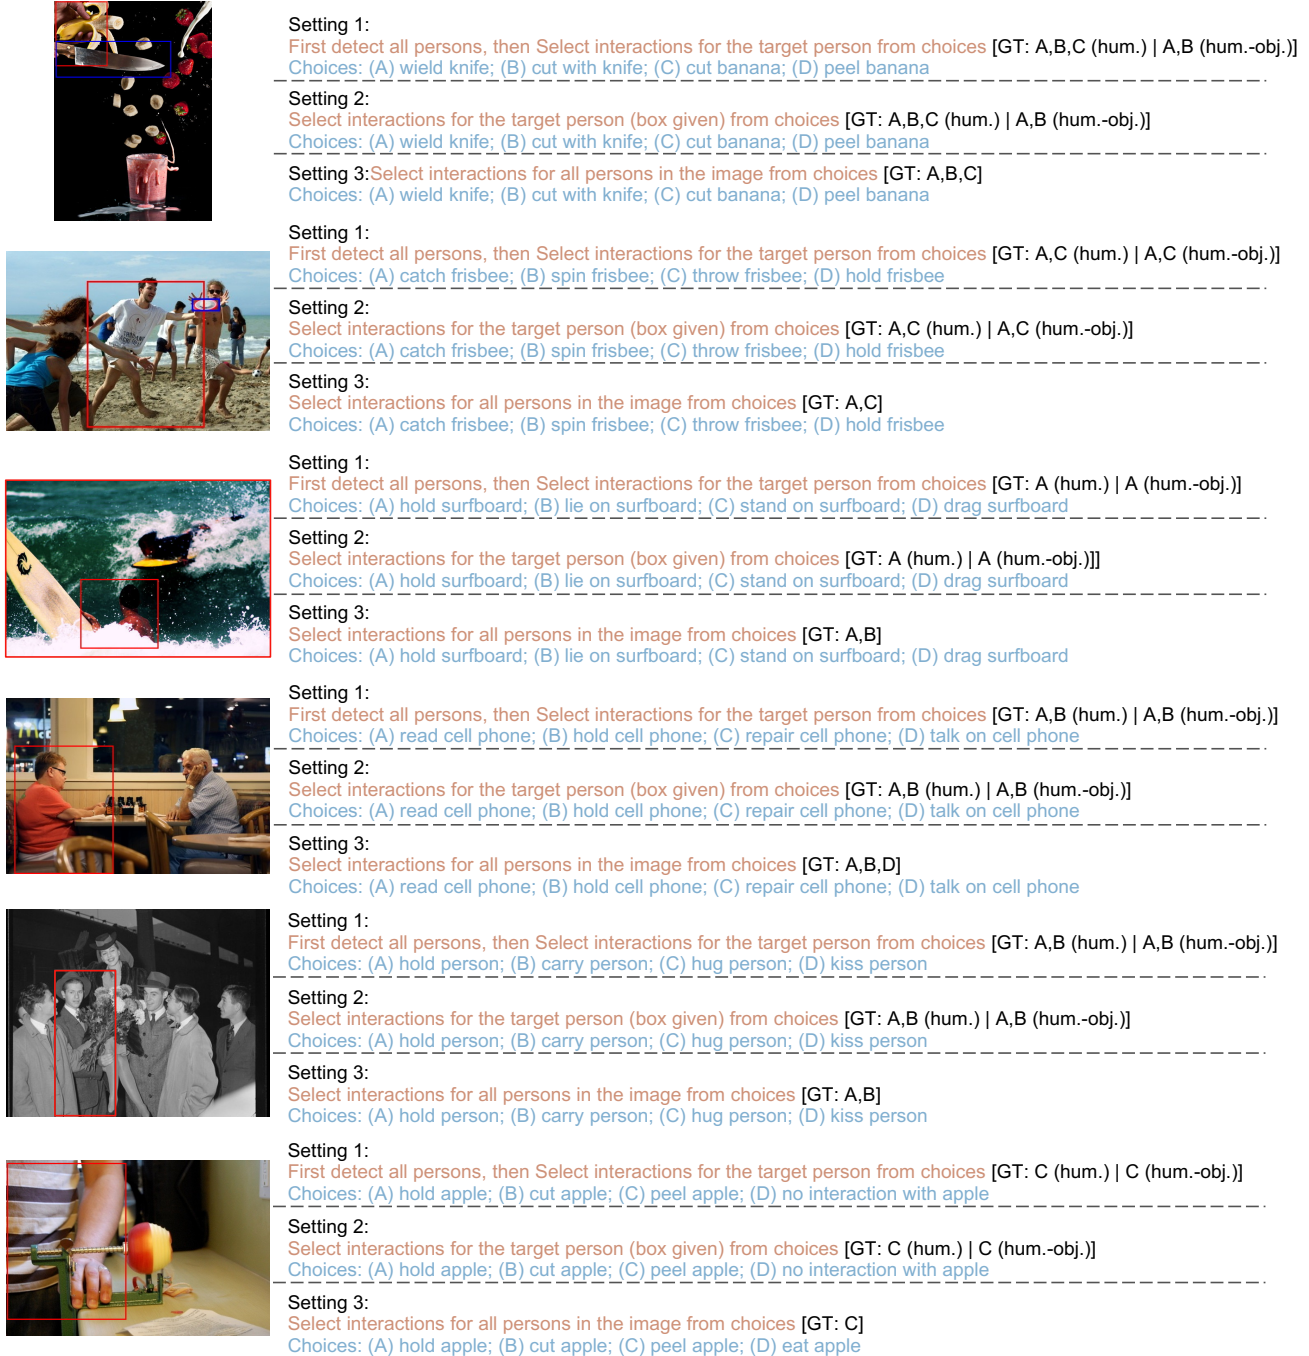 Setting 1:
First detect all persons, then Select interactions for the target person from choices [GT: A,B,C (hum.) | A,B (hum.-obj.)]
Choices: (A) wield knife; (B) cut with knife; (C) cut banana; (D) peel banana
Setting 2:
Select interactions for the target person (box given) from choices [GT: A,B,C (hum.) | A,B (hum.-obj.)]
Choices: (A) wield knife; (B) cut with knife; (C) cut banana; (D) peel banana
Setting 3:Select interactions for all persons in the image from choices [GT: A,B,C]
Choices: (A) wield knife; (B) cut with knife; (C) cut banana; (D) peel banana
Setting 1:
First detect all persons, then Select interactions for the target person from choices [GT: A,C (hum.) | A,C (hum.-obj.)]
Choices: (A) catch frisbee; (B) spin frisbee; (C) throw frisbee; (D) hold frisbee
Setting 2:
Select interactions for the target person (box given) from choices [GT: A,C (hum.) | A,C (hum.-obj.)]
Choices: (A) catch frisbee; (B) spin frisbee; (C) throw frisbee; (D) hold frisbee
Setting 3:
Select interactions for all persons in the image from choices [GT: A,C]
Choices: (A) catch frisbee; (B) spin frisbee; (C) throw frisbee; (D) hold frisbee
Setting 1:
First detect all persons, then Select interactions for the target person from choices [GT: A (hum.) | A (hum.-obj.)]
Choices: (A) hold surfboard; (B) lie on surfboard; (C) stand on surfboard; (D) drag surfboard
Setting 2:
Select interactions for the target person (box given) from choices [GT: A (hum.) | A (hum.-obj.)]]
Choices: (A) hold surfboard; (B) lie on surfboard; (C) stand on surfboard; (D) drag surfboard
Setting 3:
Select interactions for all persons in the image from choices [GT: A,B]
Choices: (A) hold surfboard; (B) lie on surfboard; (C) stand on surfboard; (D) drag surfboard
Setting 1:
First detect all persons, then Select interactions for the target person from choices [GT: A,B (hum.) | A,B (hum.-obj.)]
Choices: (A) read cell phone; (B) hold cell phone; (C) repair cell phone; (D) talk on cell phone
Setting 2:
Select interactions for the target person (box given) from choices [GT: A,B (hum.) | A,B (hum.-obj.)]
Choices: (A) read cell phone; (B) hold cell phone; (C) repair cell phone; (D) talk on cell phone
Setting 3:
Select interactions for all persons in the image from choices [GT: A,B,D]
Choices: (A) read cell phone; (B) hold cell phone; (C) repair cell phone; (D) talk on cell phone
Setting 1:
First detect all persons, then Select interactions for the target person from choices [GT: A,B (hum.) | A,B (hum.-obj.)]
Choices: (A) hold person; (B) carry person; (C) hug person; (D) kiss person
Setting 2:
Select interactions for the target person (box given) from choices [GT: A,B (hum.) | A,B (hum.-obj.)]
Choices: (A) hold person; (B) carry person; (C) hug person; (D) kiss person
Setting 3:
Select interactions for all persons in the image from choices [GT: A,B]
Choices: (A) hold person; (B) carry person; (C) hug person; (D) kiss person
Setting 1:
First detect all persons, then Select interactions for the target person from choices [GT: C (hum.) | C (hum.-obj.)]
Choices: (A) hold apple; (B) cut apple; (C) peel apple; (D) no interaction with apple
Setting 2:
Select interactions for the target person (box given) from choices [GT: C (hum.) | C (hum.-obj.)]
Choices: (A) hold apple; (B) cut apple; (C) peel apple; (D) no interaction with apple
Setting 3:
Select interactions for all persons in the image from choices [GT: C]
Choices: (A) hold apple; (B) cut apple; (C) peel apple; (D) eat apple